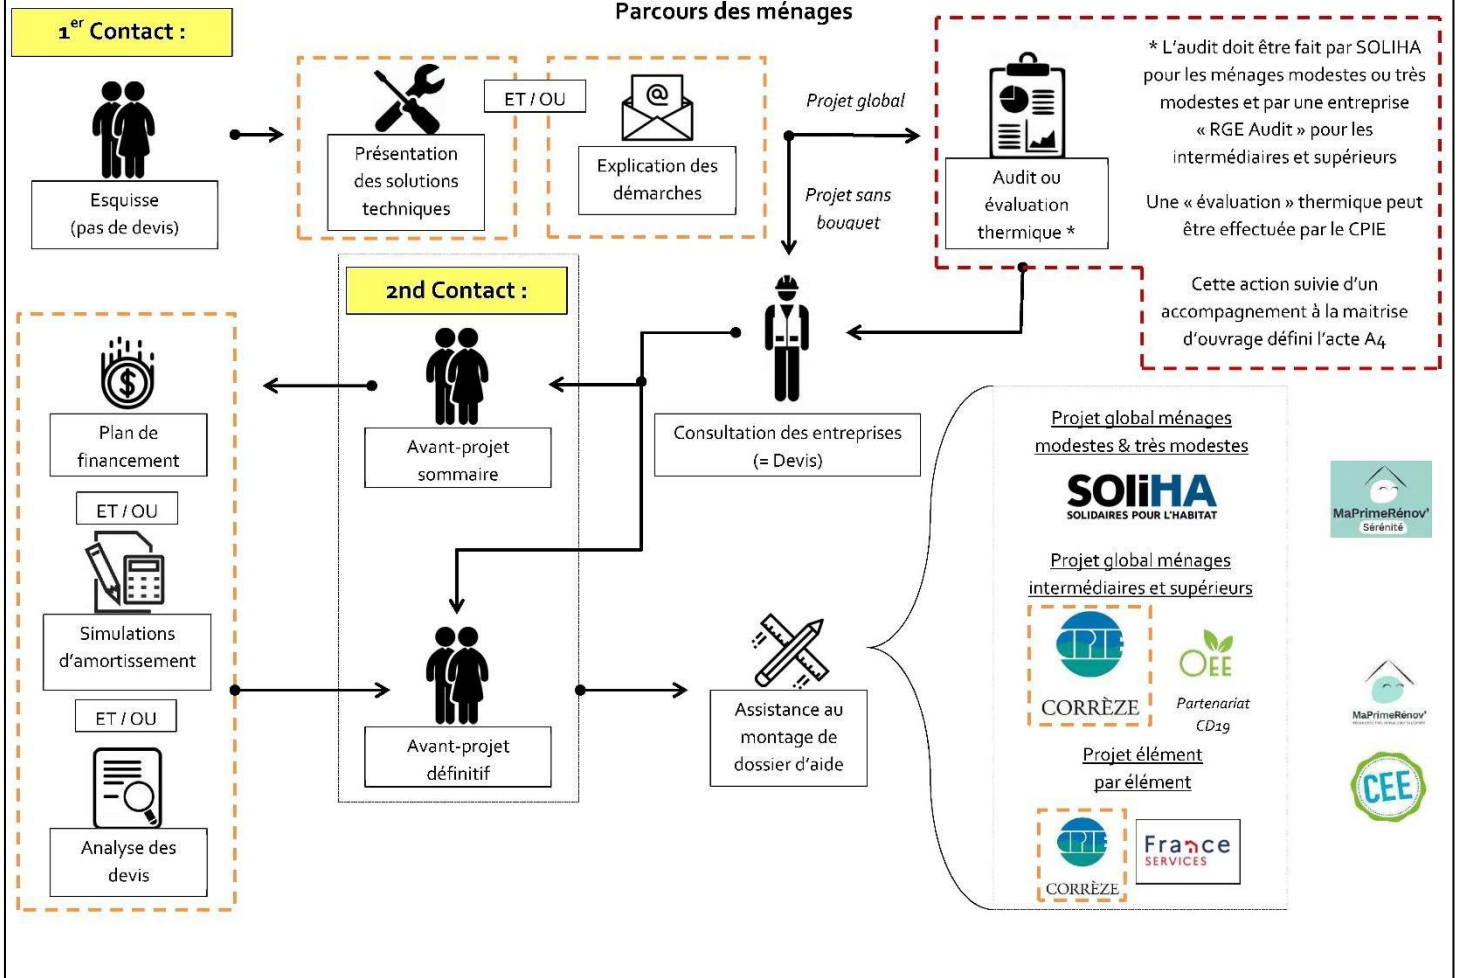 Parcours des ménages
1er Contact :
Esquisse
(pas de devis)
Présentation
des solutions
techniques
ET / OU
@
Explication des
démarches
Projet global
Projet sans
bouquet
Audit ou
évaluation
thermique *
* L'audit doit être fait par SOLIHA
pour les ménages modestes ou très
modestes et par une entreprise
« RGE Audit » pour les
intermédiaires et supérieurs
Une « évaluation » thermique peut
être effectuée par le CPIE
Cette action suivie d'un
accompagnement à la maitrise
d'ouvrage défini l'acte A4
2nd Contact :
Avant-projet
sommaire
Consultation des entreprises
(= Devis)
$
Plan de
financement
ET / OU
Simulations
d'amortissement
ET / OU
Analyse des
devis
Avant-projet
définitif
Assistance au
montage de
dossier d'aide
Projet global ménages
modestes & très modestes
SOliHA
SOLIDAIRES POUR L'HABITAT
MaPrimeRénov'
Sérénité
Projet global ménages
intermédiaires et supérieurs
CPIE
CORRÈZE
OEE
Partenariat
CD19
MaPrimeRénov'
Projet élément
par élément
CEE
CPIE
CORRÈZE
France
SERVICES